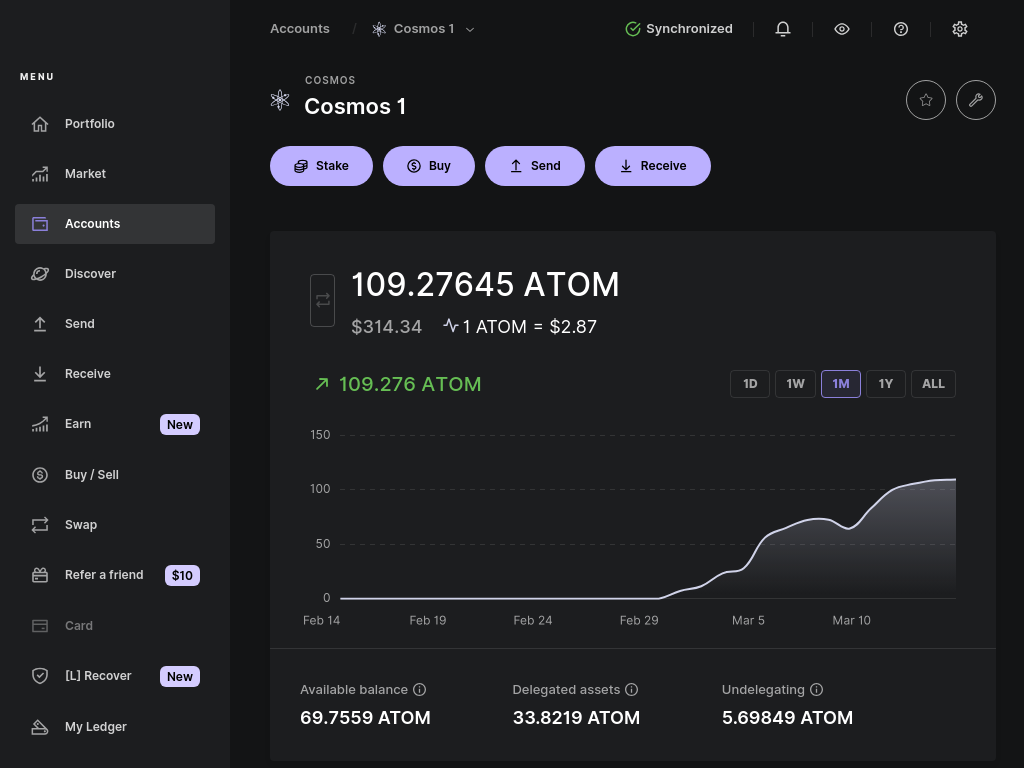 Accounts / Cosmos 1 Synchronized
MENU
Portfolio
Market
Accounts
Discover
Send
Receive
Earn New
Buy / Sell
Swap
Refer a friend $10
Card
[L] Recover New
My Ledger
COSMOS
Cosmos 1
Stake Buy Send Receive
109.27645 ATOM
$314.34 1 ATOM = $2.87
109.276 ATOM 1D 1W 1M 1Y ALL
150
100
50
0
Feb 14 Feb 19 Feb 24 Feb 29 Mar 5 Mar 10
Available balance Delegated assets Undelegating
69.7559 ATOM 33.8219 ATOM 5.69849 ATOM